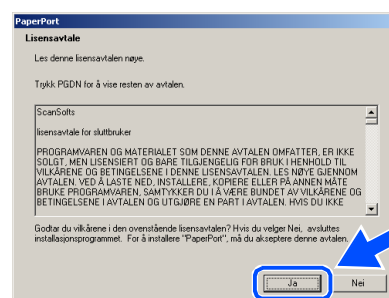 PaperPort
Lisensavtale
Les denne lisensavtalen nøye.
Trykk PGDN for å vise resten av avtalen.
ScanSofts
lisensavtale for sluttbruker
PROGRAMVAREN OG MATERIALET SOM DENNE AVTALEN OMFATTER, ER IKKE
SOLGT, MEN LISENSIERT OG BARE TILGJENGELIG FOR BRUK I HENHOLD TIL
VILKÅRENE OG BETINGELSENE I DENNE LISENSAVTALEN. LES NØYE GJENNOM
AVTALEN. VED Å LASTE NED, INSTALLERE, KOPIERE ELLER PÅ ANNEN MÅTE
BRUKE PROGRAMVAREN, SAMTYKKER DU I Å VÆRE BUNDET AV VILKÅRENE OG
BETINGELSENE I AVTALEN OG UTGJØRE EN PART I AVTALEN. HVIS DU IKKE
Godtar du vilkårene i den ovenstående lisensavtalen? Hvis du velger Nei, avsluttes
installasjonsprogrammet. For å installere "PaperPort", må du akseptere denne avtalen.
Ja
Nei